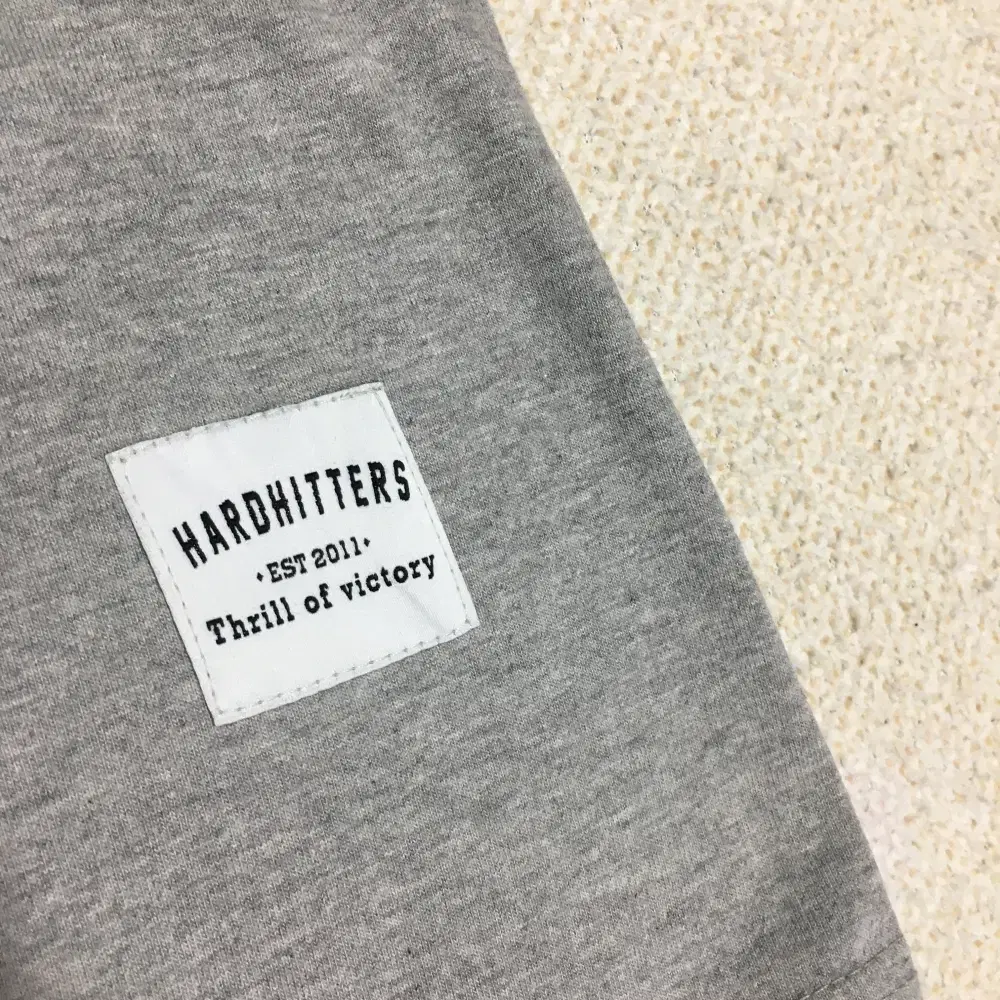 HARDHITTERS
•EST 2011•
Thrill of victory